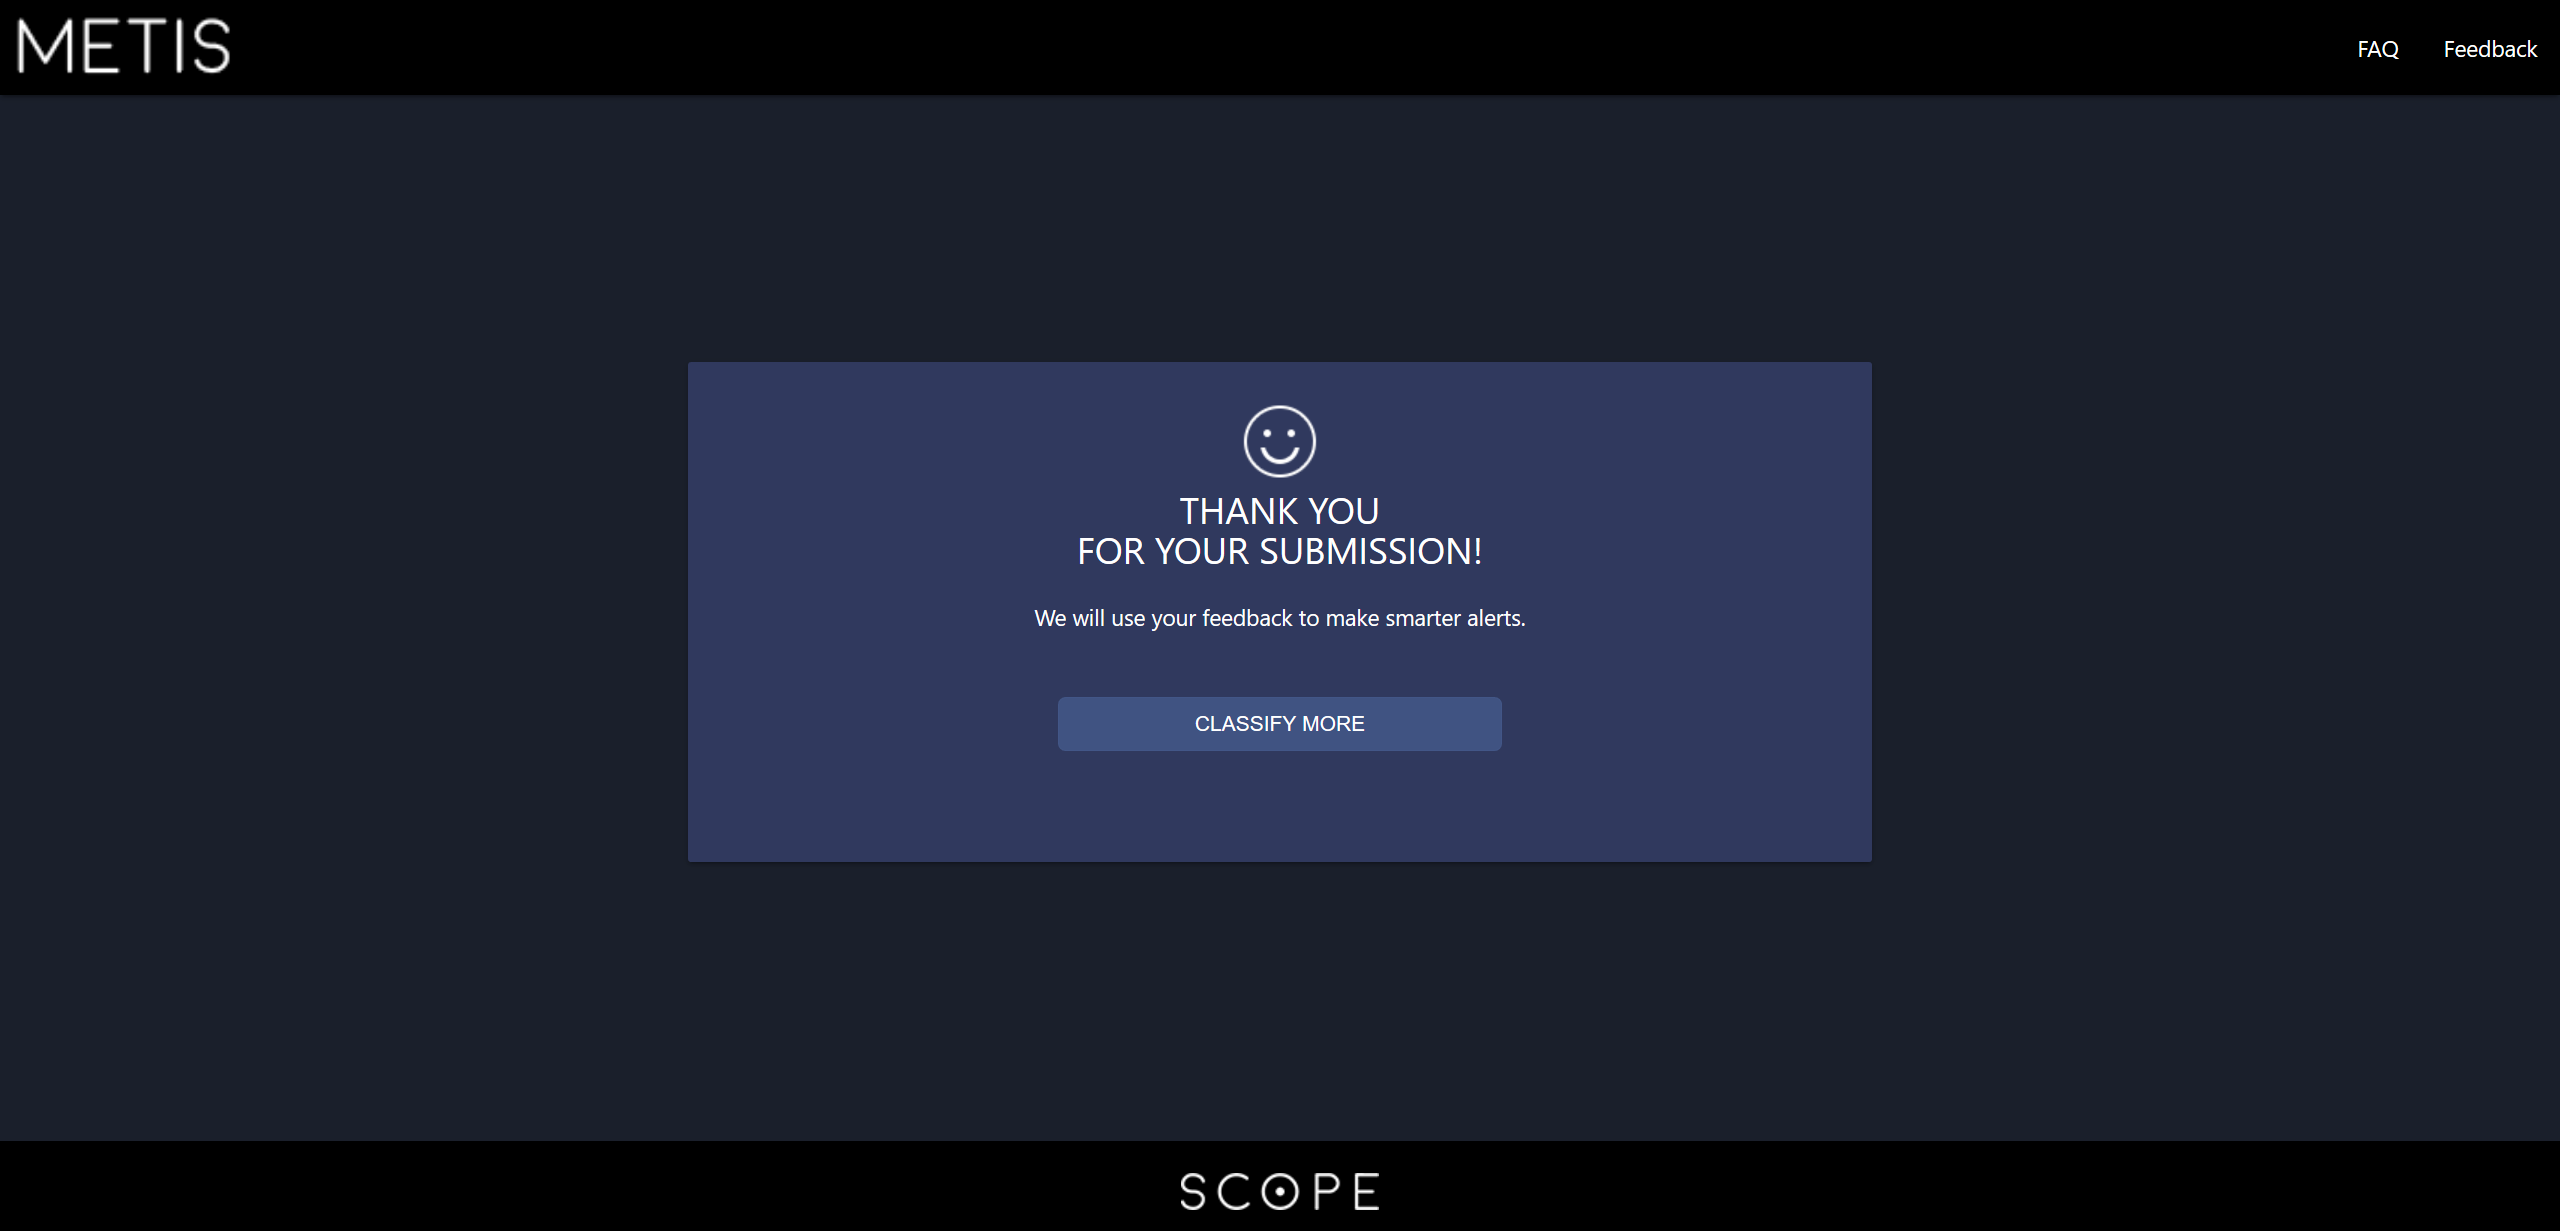 METIS
FAQ
Feedback
THANK YOU
FOR YOUR SUBMISSION!
We will use your feedback to make smarter alerts.
CLASSIFY MORE
SCOPE